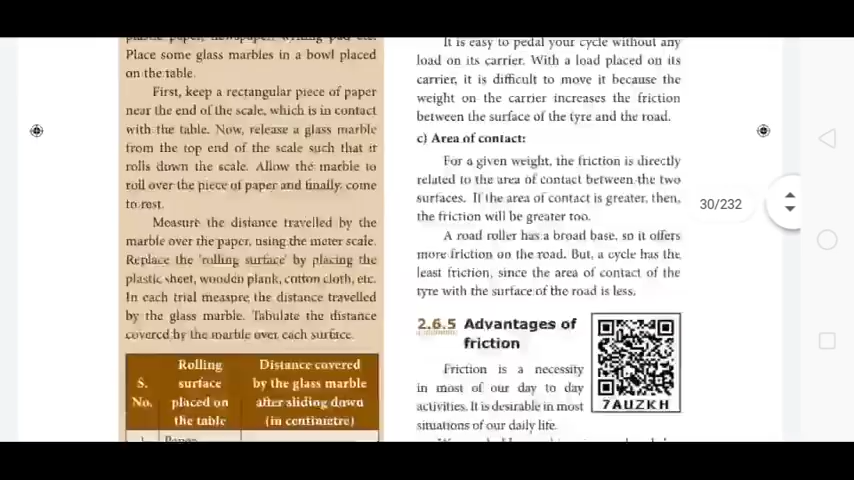 Place some glass marbles in a bowl placed
on the table.
First, keep a rectangular piece of paper
near the end of the scale, which is in contact
with the table. Now, release a glass marble
from the top end of the scale such that it
rolls down the scale. Allow the marble to
roll over the piece of paper and finally, come
to rest.
Measure the distance travelled by the
marble over the paper, using the meter scale.
Replace the 'rolling surface' by placing the
plastic sheet, wooden plank, cotton cloth, etc.
In each trial measpre the distance travelled
by the glass marble. Tabulate the distance
covered by the marble over each surface.
S.
No.
Rolling
surface
placed on
the table
Distance covered
by the glass marble
after sliding down
(in centimetre)
1 Paper
It is easy to pedal your cycle without any
load on its carrier. With a load placed on its
carrier, it is difficult to move it because the
weight on the carrier increases the friction
between the surface of the tyre and the road.
c) Area of contact:
For a given weight, the friction is directly
related to the area of contact between the two
surfaces. If the area of contact is greater, then,
the friction will be greater too.
A road roller has a broad base, so it offers
more friction on the road. But, a cycle has the
least friction, since the area of contact of the
tyre with the surface of the road is less.
2.6.5 Advantages of
friction
Friction is a necessity
in most of our day to day
activities. It is desirable in most
situations of our daily life.
7AUZKH
30/232